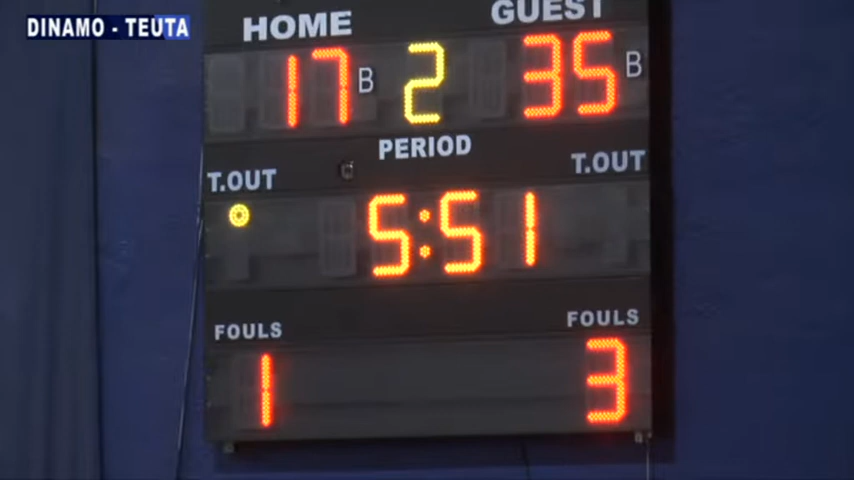 DINAMO - TEUTA
HOME GUEST
17 B 2 35 B
PERIOD
T.OUT T.OUT
5:51
FOULS FOULS
1 3